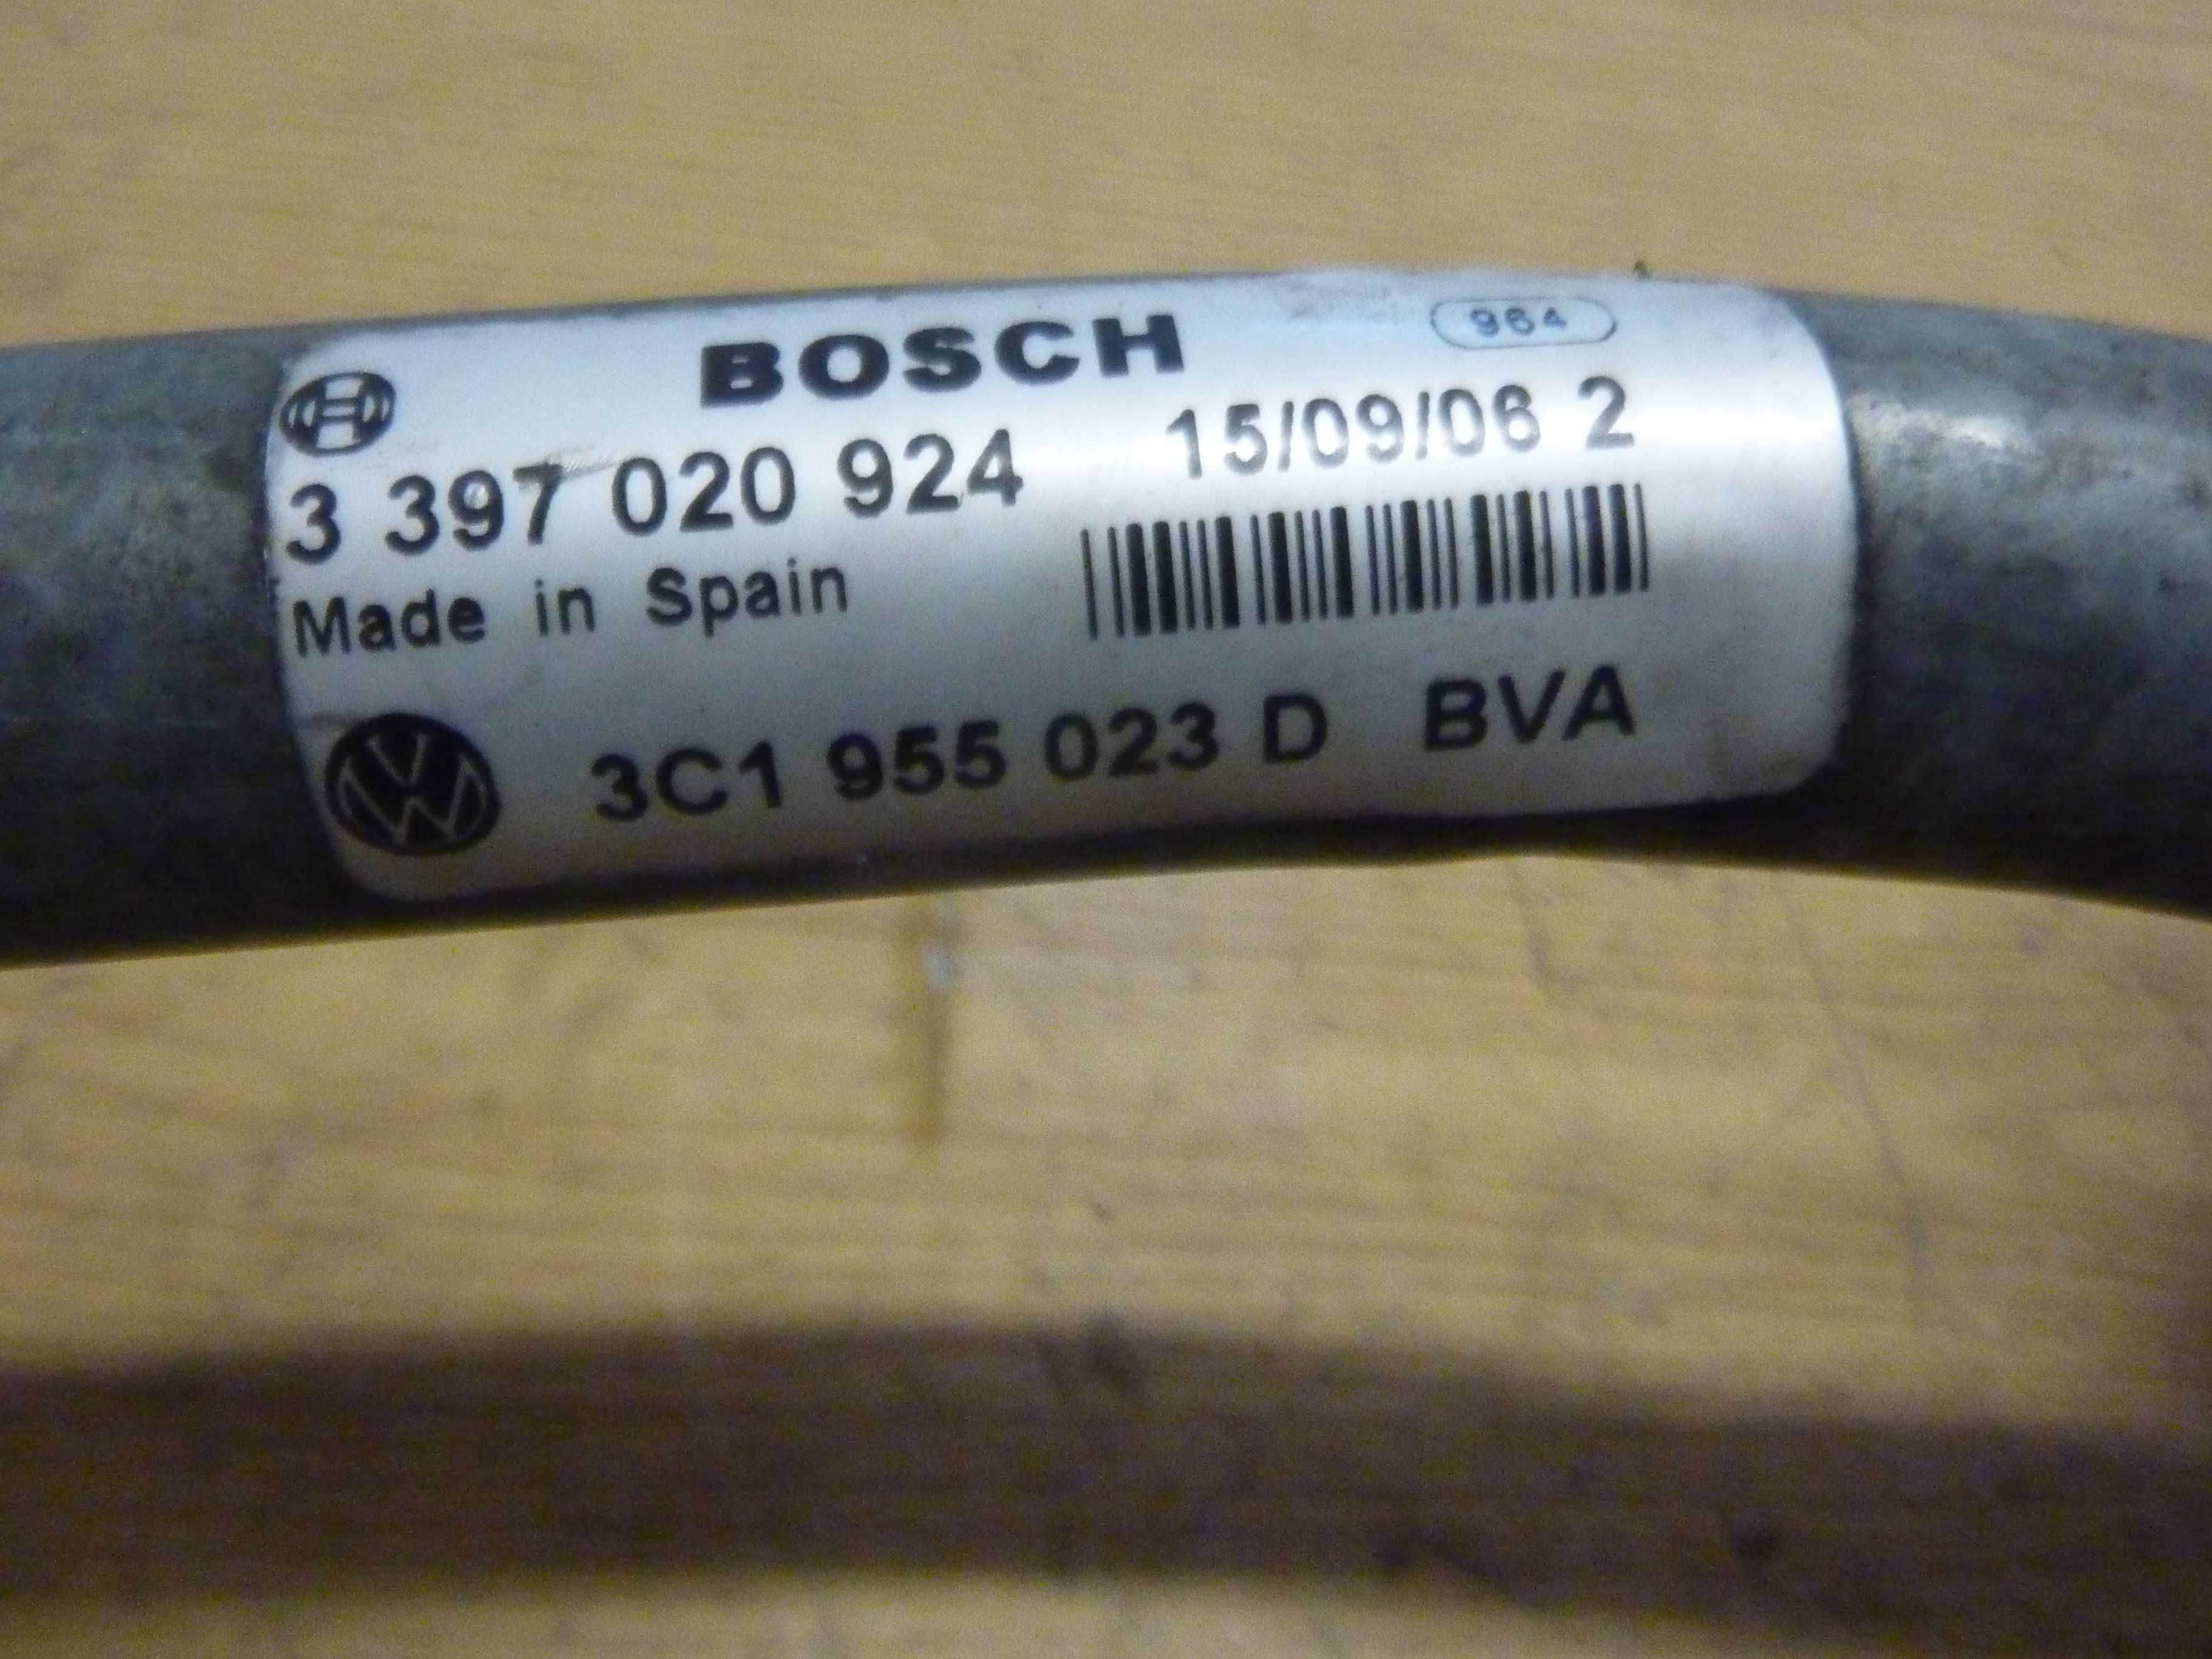 BOSCH 964
3 397 020 924 15/09/06 2
Made in Spain
3C1 955 023 D BVA